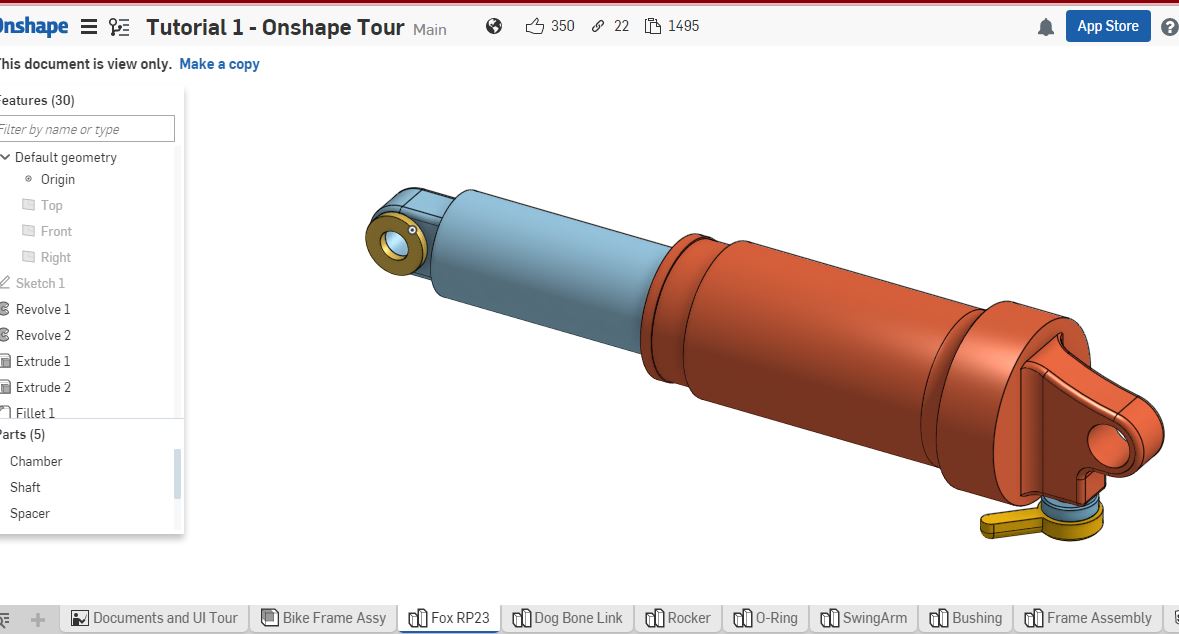 Onshape Tutorial 1 - Onshape Tour Main 350 22 1495 App Store ?
This document is view only. Make a copy
Features (30)
Filter by name or type
Default geometry
Origin
Top
Front
Right
Sketch 1
Revolve 1
Revolve 2
Extrude 1
Extrude 2
Fillet 1
Parts (5)
Chamber
Shaft
Spacer
Documents and UI Tour Bike Frame Assy Fox RP23 Dog Bone Link Rocker O-Ring SwingArm Bushing Frame Assembly